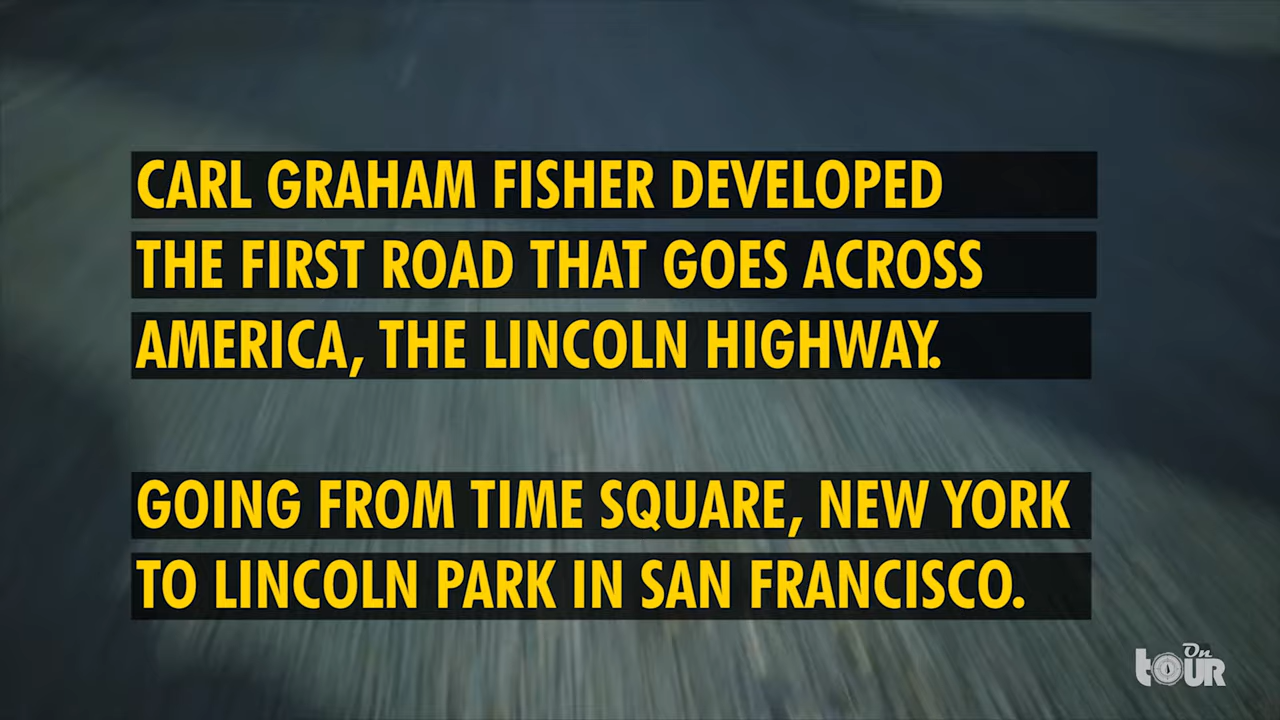 CARL GRAHAM FISHER DEVELOPED
THE FIRST ROAD THAT GOES ACROSS
AMERICA, THE LINCOLN HIGHWAY.
GOING FROM TIME SQUARE, NEW YORK
TO LINCOLN PARK IN SAN FRANCISCO.
On
tOUR